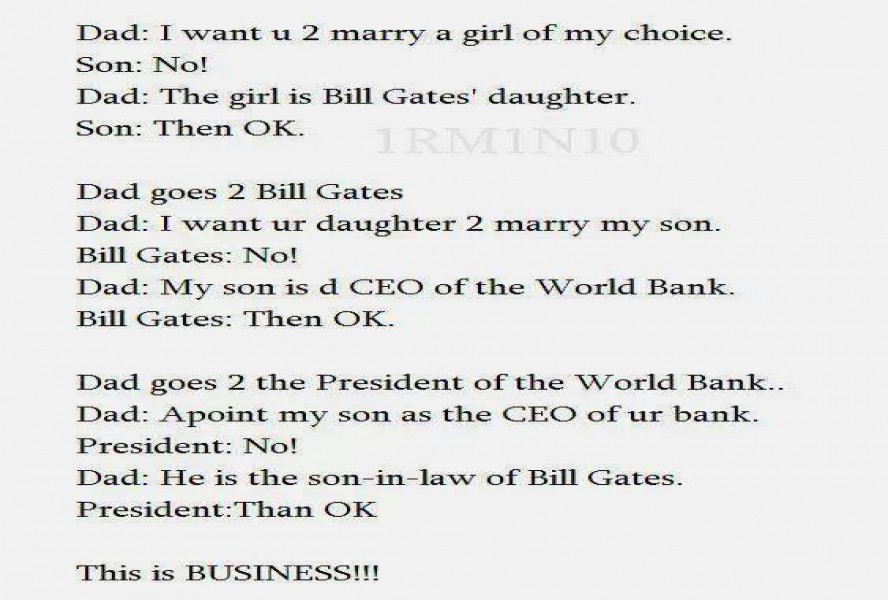 Dad: I want u 2 marry a girl of my choice.
Son: No!
Dad: The girl is Bill Gates' daughter.
Son: Then OK.
1RM1N10
Dad goes 2 Bill Gates
Dad: I want ur daughter 2 marry my son.
Bill Gates: No!
Dad: My son is d CEO of the World Bank.
Bill Gates: Then OK.
Dad goes 2 the President of the World Bank..
Dad: Apoint my son as the CEO of ur bank.
President: No!
Dad: He is the son-in-law of Bill Gates.
President:Than OK
This is BUSINESS!!!